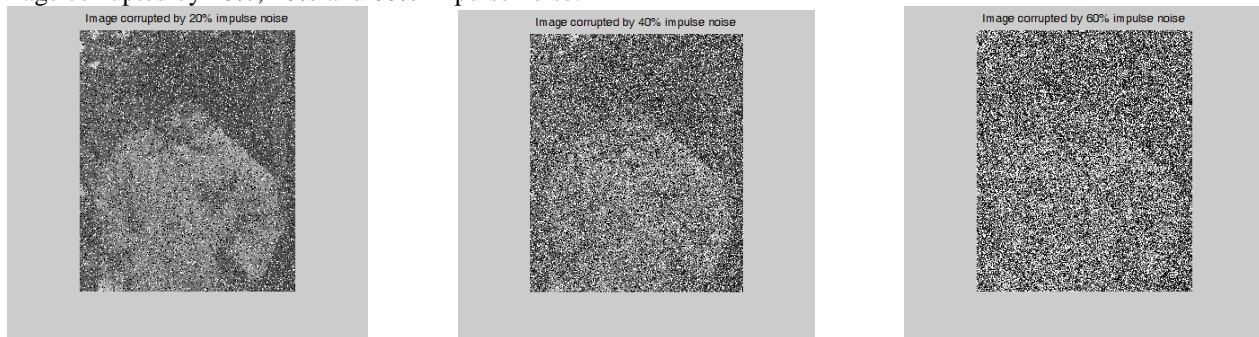 Image corrupted by 20% impulse noise
Image corrupted by 40% impulse noise
Image corrupted by 60% impulse noise